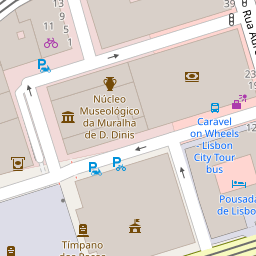 13
9
5
11
39
Rua Áure
23
12
Núcleo
Museológico
da Muralha
de D. Dinis
Caravel
on Wheels
- Lisbon
City Tour
bus
Pousada
de Lisbo
Tímpano